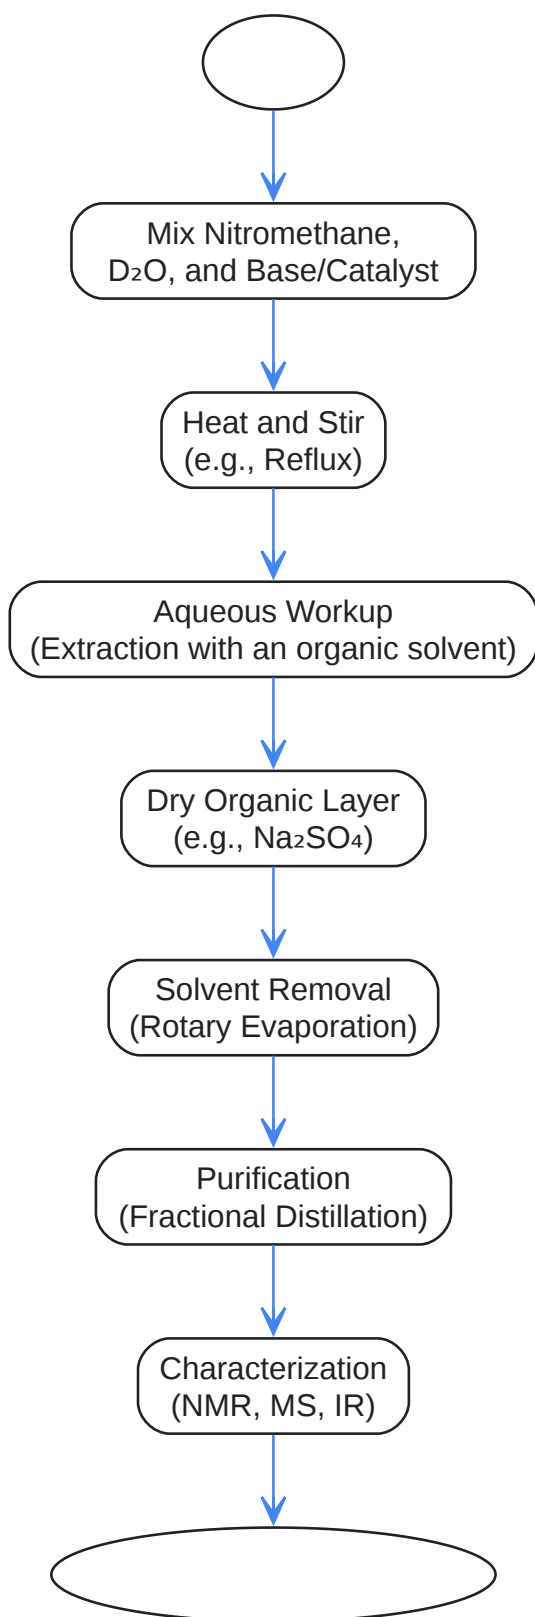 Mix Nitromethane,
D₂O, and Base/Catalyst
Heat and Stir
(e.g., Reflux)
Aqueous Workup
(Extraction with an organic solvent)
Dry Organic Layer
(e.g., Na₂SO₄)
Solvent Removal
(Rotary Evaporation)
Purification
(Fractional Distillation)
Characterization
(NMR, MS, IR)